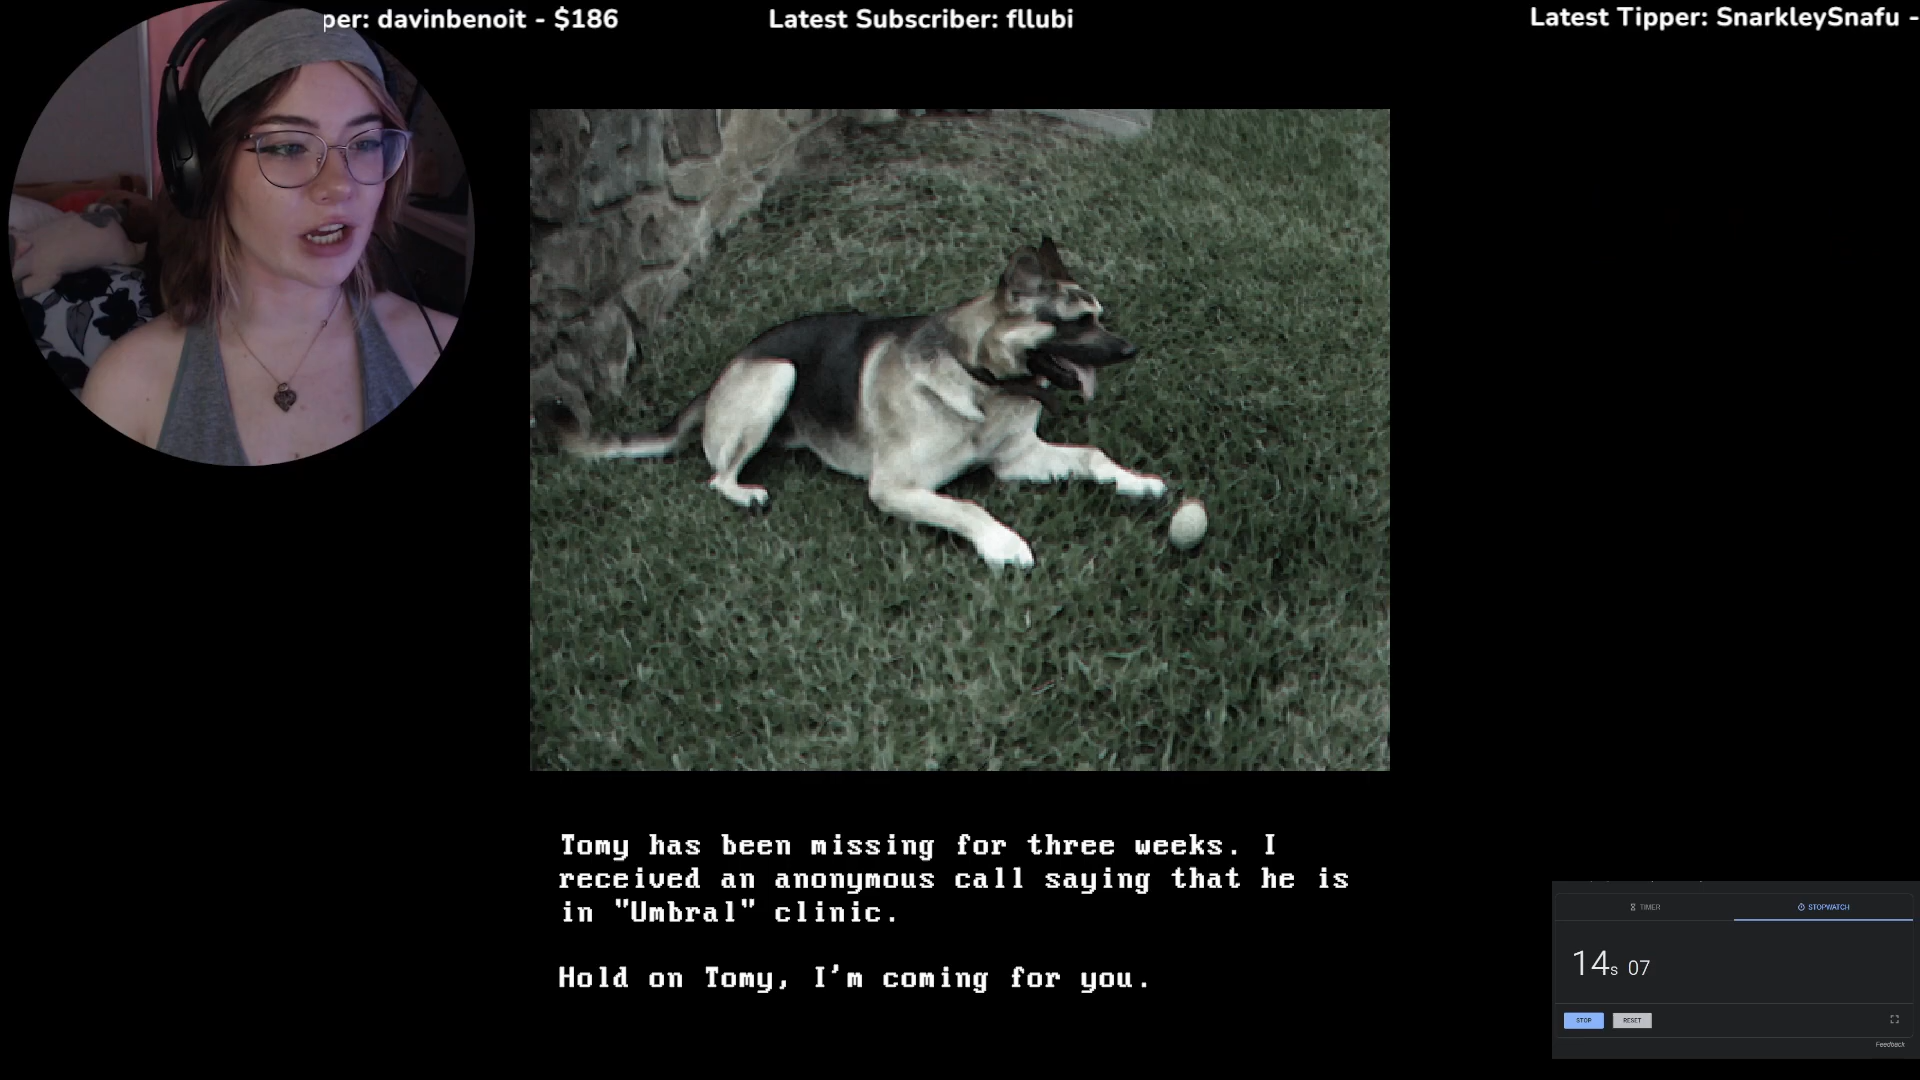 per: davinbenoit - $186
Latest Subscriber: fllubi
Latest Tipper: SnarkleySnafu -
Tomy has been missing for three weeks. I
received an anonymous call saying that he is
in "Umbral" clinic.
Hold on Tomy, I'm coming for you.
TIMER
STOPWATCH
14s 07
STOP
RESET
Feedback